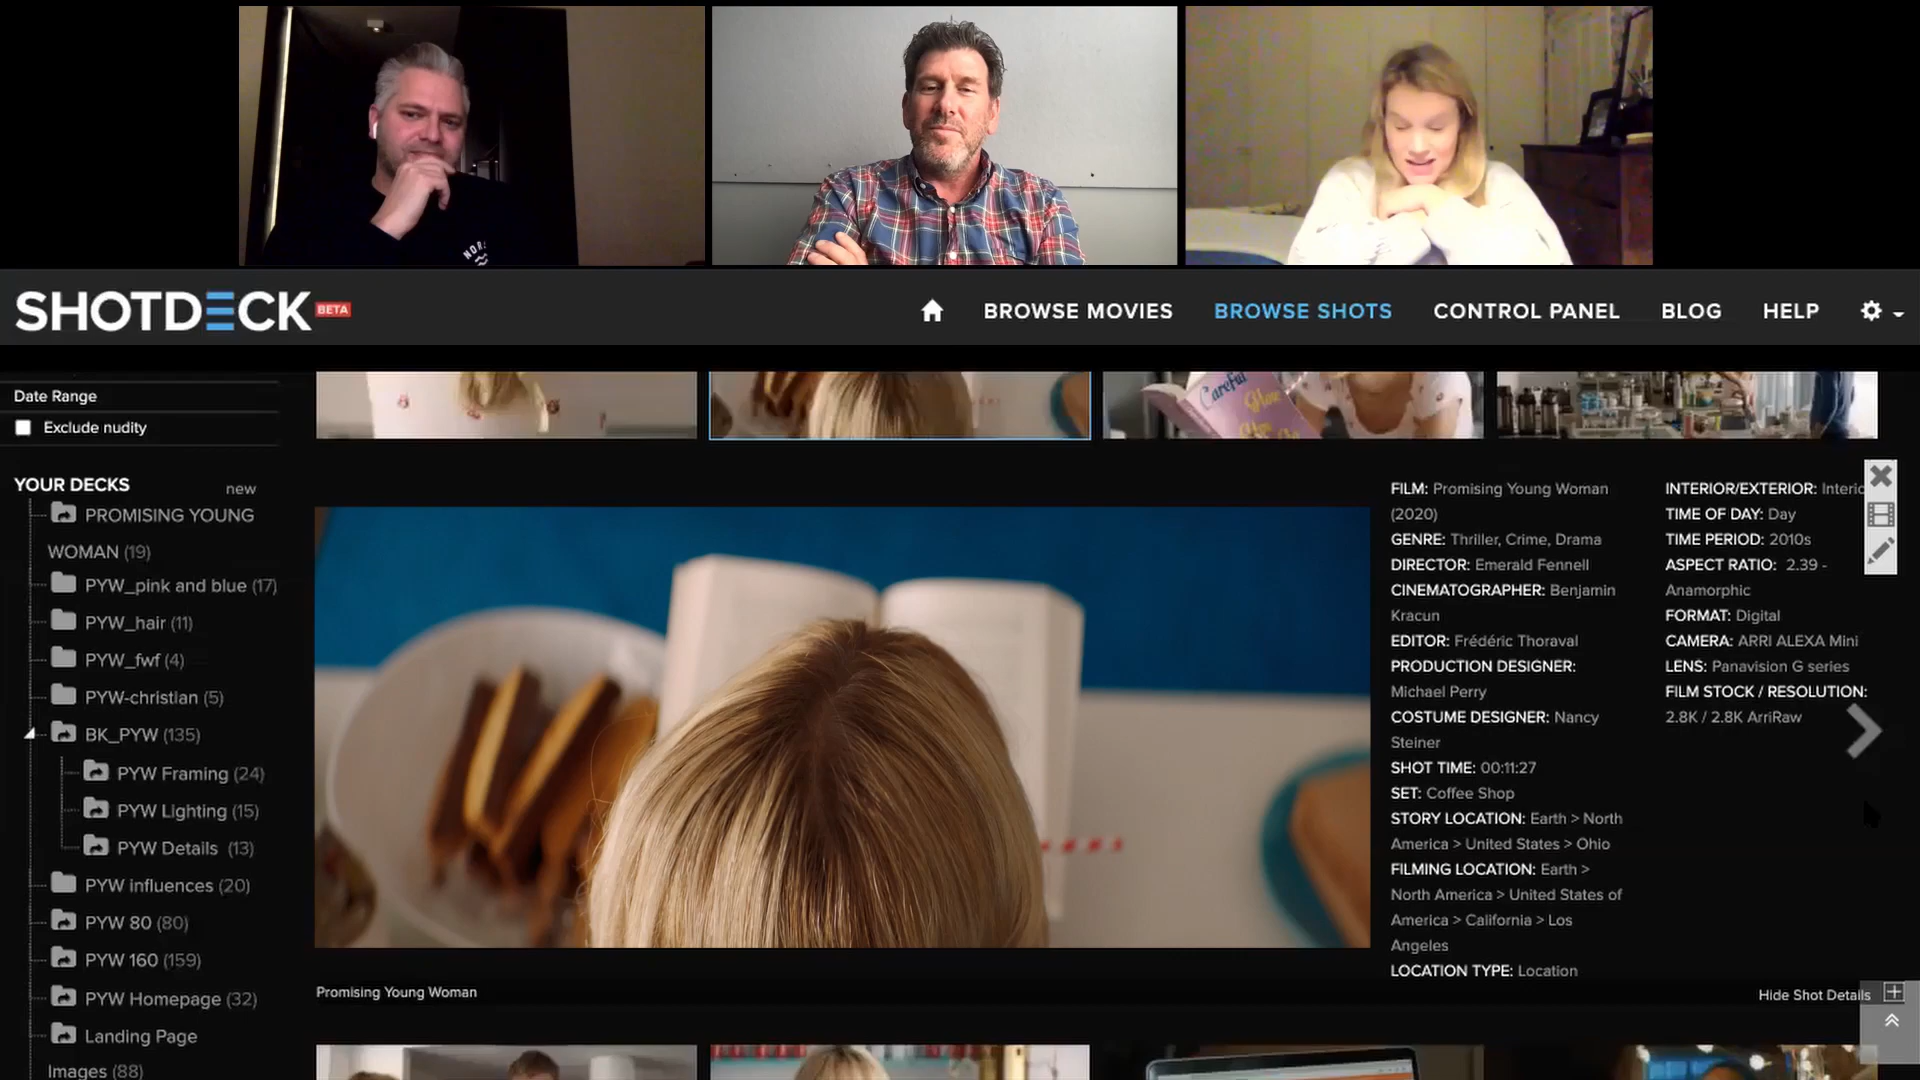 NORS
SHOTDECK BETA
BROWSE MOVIES
BROWSE SHOTS
CONTROL PANEL
BLOG
HELP
Date Range
Exclude nudity
Careful
How
YOUR DECKS
new
PROMISING YOUNG
WOMAN (19)
PYW_pink and blue (17)
PYW_hair (11)
PYW_fwf (4)
PYW-christian (5)
BK_PYW (135)
PYW Framing (24)
PYW Lighting (15)
PYW Details (13)
PYW influences (20)
PYW 80 (80)
PYW 160 (159)
PYW Homepage (32)
Landing Page
Images (88)
FILM: Promising Young Woman
(2020)
GENRE: Thriller, Crime, Drama
DIRECTOR: Emerald Fennell
CINEMATOGRAPHER: Benjamin
Kracun
EDITOR: Frédéric Thoraval
PRODUCTION DESIGNER:
Michael Perry
COSTUME DESIGNER: Nancy
Steiner
SHOT TIME: 00:11:27
SET: Coffee Shop
STORY LOCATION: Earth > North
America > United States > Ohio
FILMING LOCATION: Earth >
North America > United States of
America > California > Los
Angeles
LOCATION TYPE: Location
INTERIOR/EXTERIOR: Interic
TIME OF DAY: Day
TIME PERIOD: 2010s
ASPECT RATIO: 2.39 -
Anamorphic
FORMAT: Digital
CAMERA: ARRI ALEXA Mini
LENS: Panavision G series
FILM STOCK / RESOLUTION:
2.8K / 2.8K ArriRaw
Promising Young Woman
Hide Shot Details